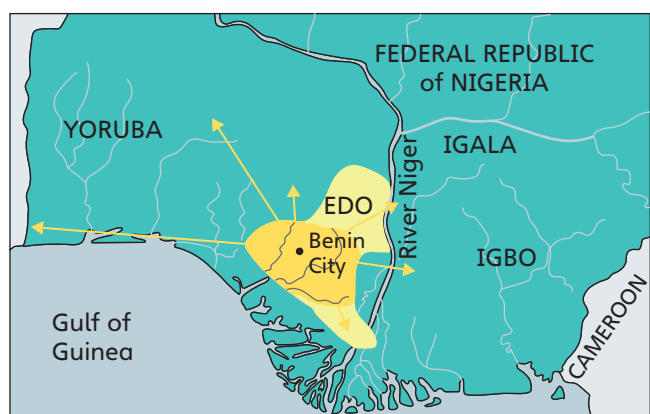 FEDERAL REPUBLIC
of NIGERIA
YORUBA
IGALA
EDO
River Niger
Benin
City
IGBO
Gulf of
Guinea
CAMEROON